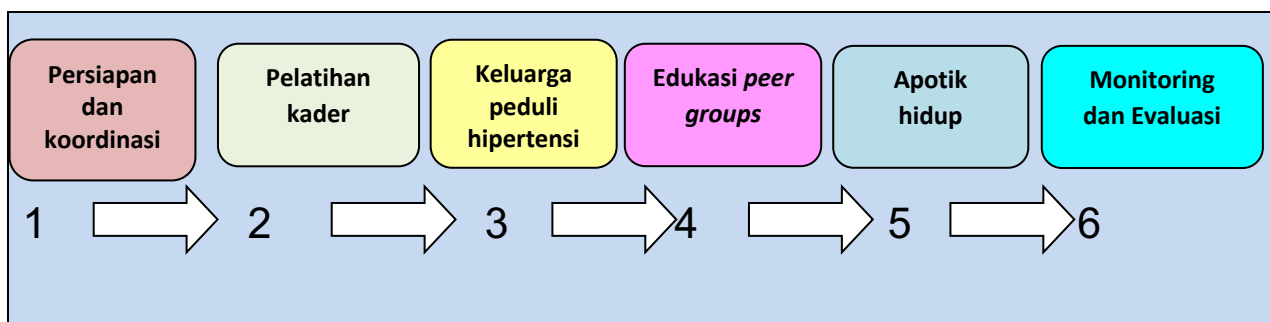 Persiapan
dan
koordinasi
Pelatihan
kader
Keluarga
peduli
hipertensi
Edukasi peer
groups
Apotik
hidup
Monitoring
dan Evaluasi
1 2 3 4 5 6